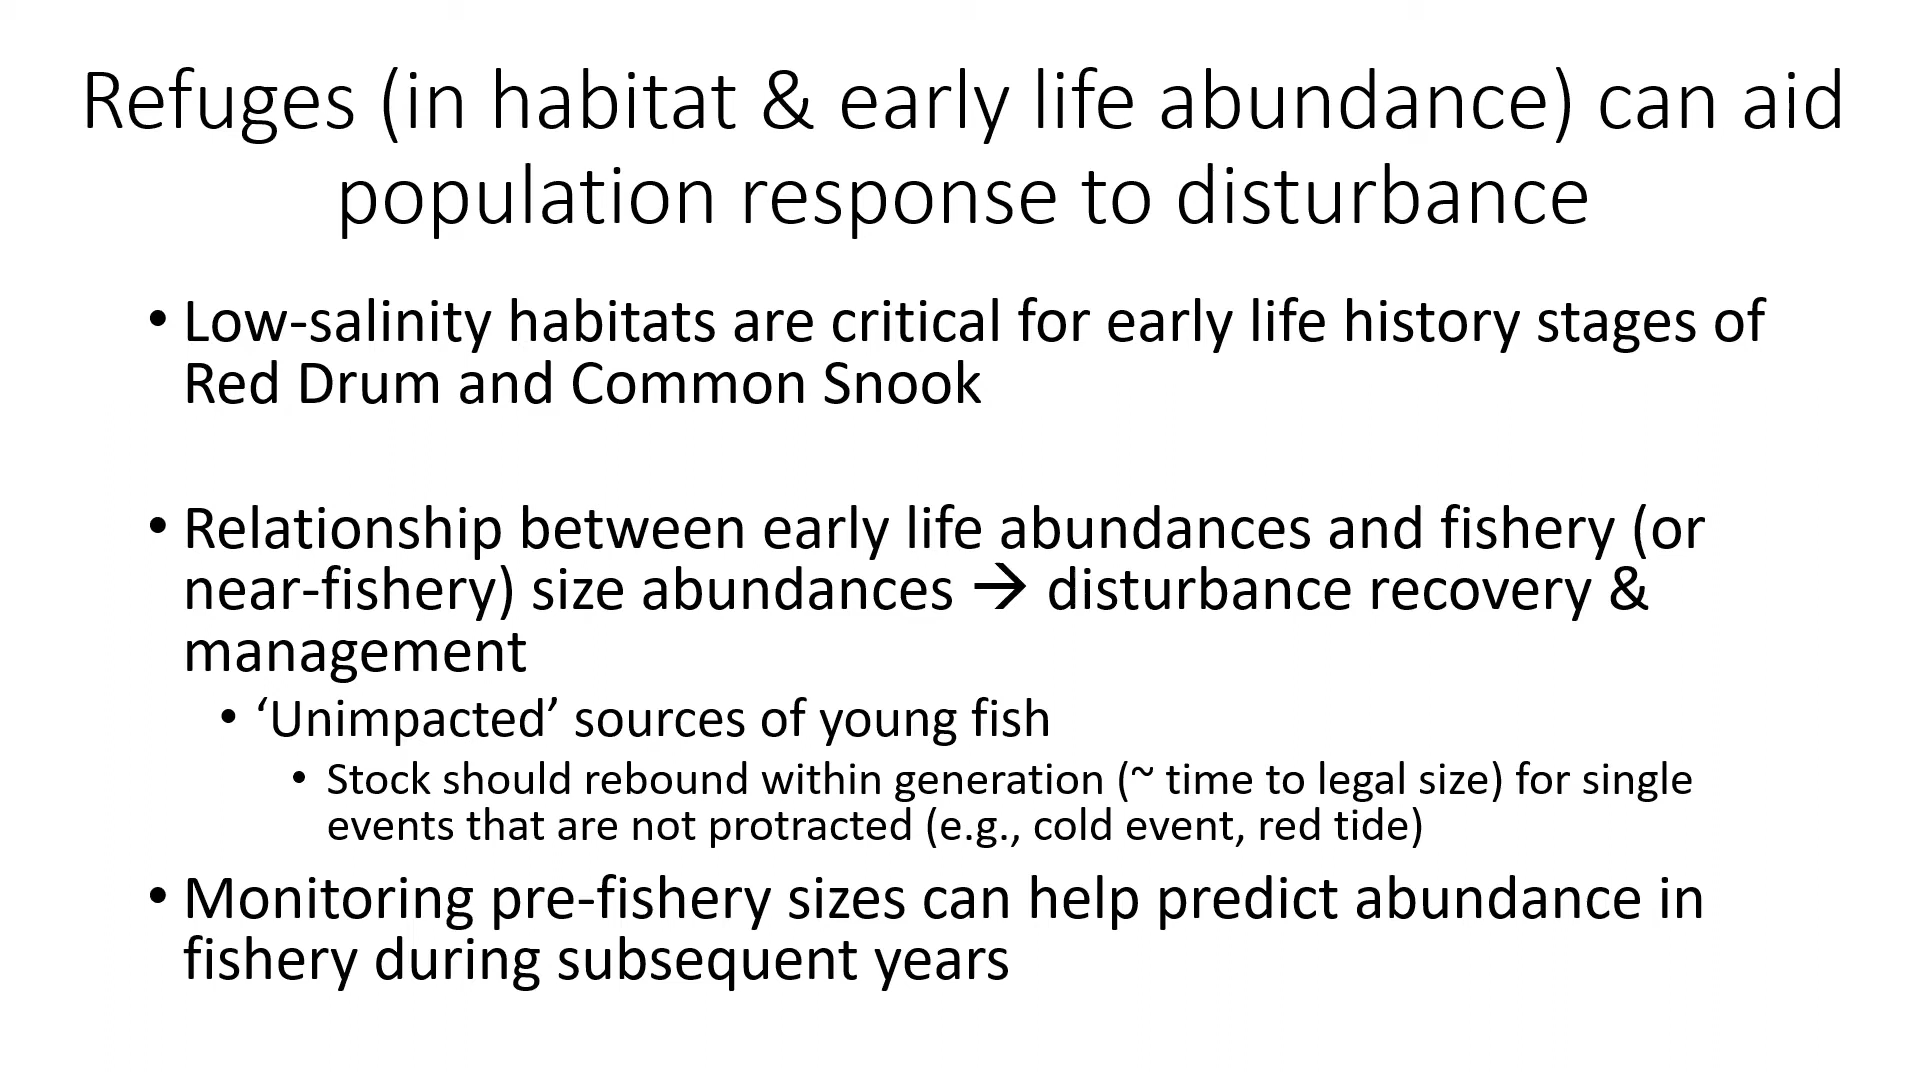 Refuges (in habitat & early life abundance) can aid
population response to disturbance
• Low-salinity habitats are critical for early life history stages of
Red Drum and Common Snook
• Relationship between early life abundances and fishery (or
near-fishery) size abundances → disturbance recovery &
management
• ‘Unimpacted’ sources of young fish
• Stock should rebound within generation (~ time to legal size) for single
events that are not protracted (e.g., cold event, red tide)
• Monitoring pre-fishery sizes can help predict abundance in
fishery during subsequent years